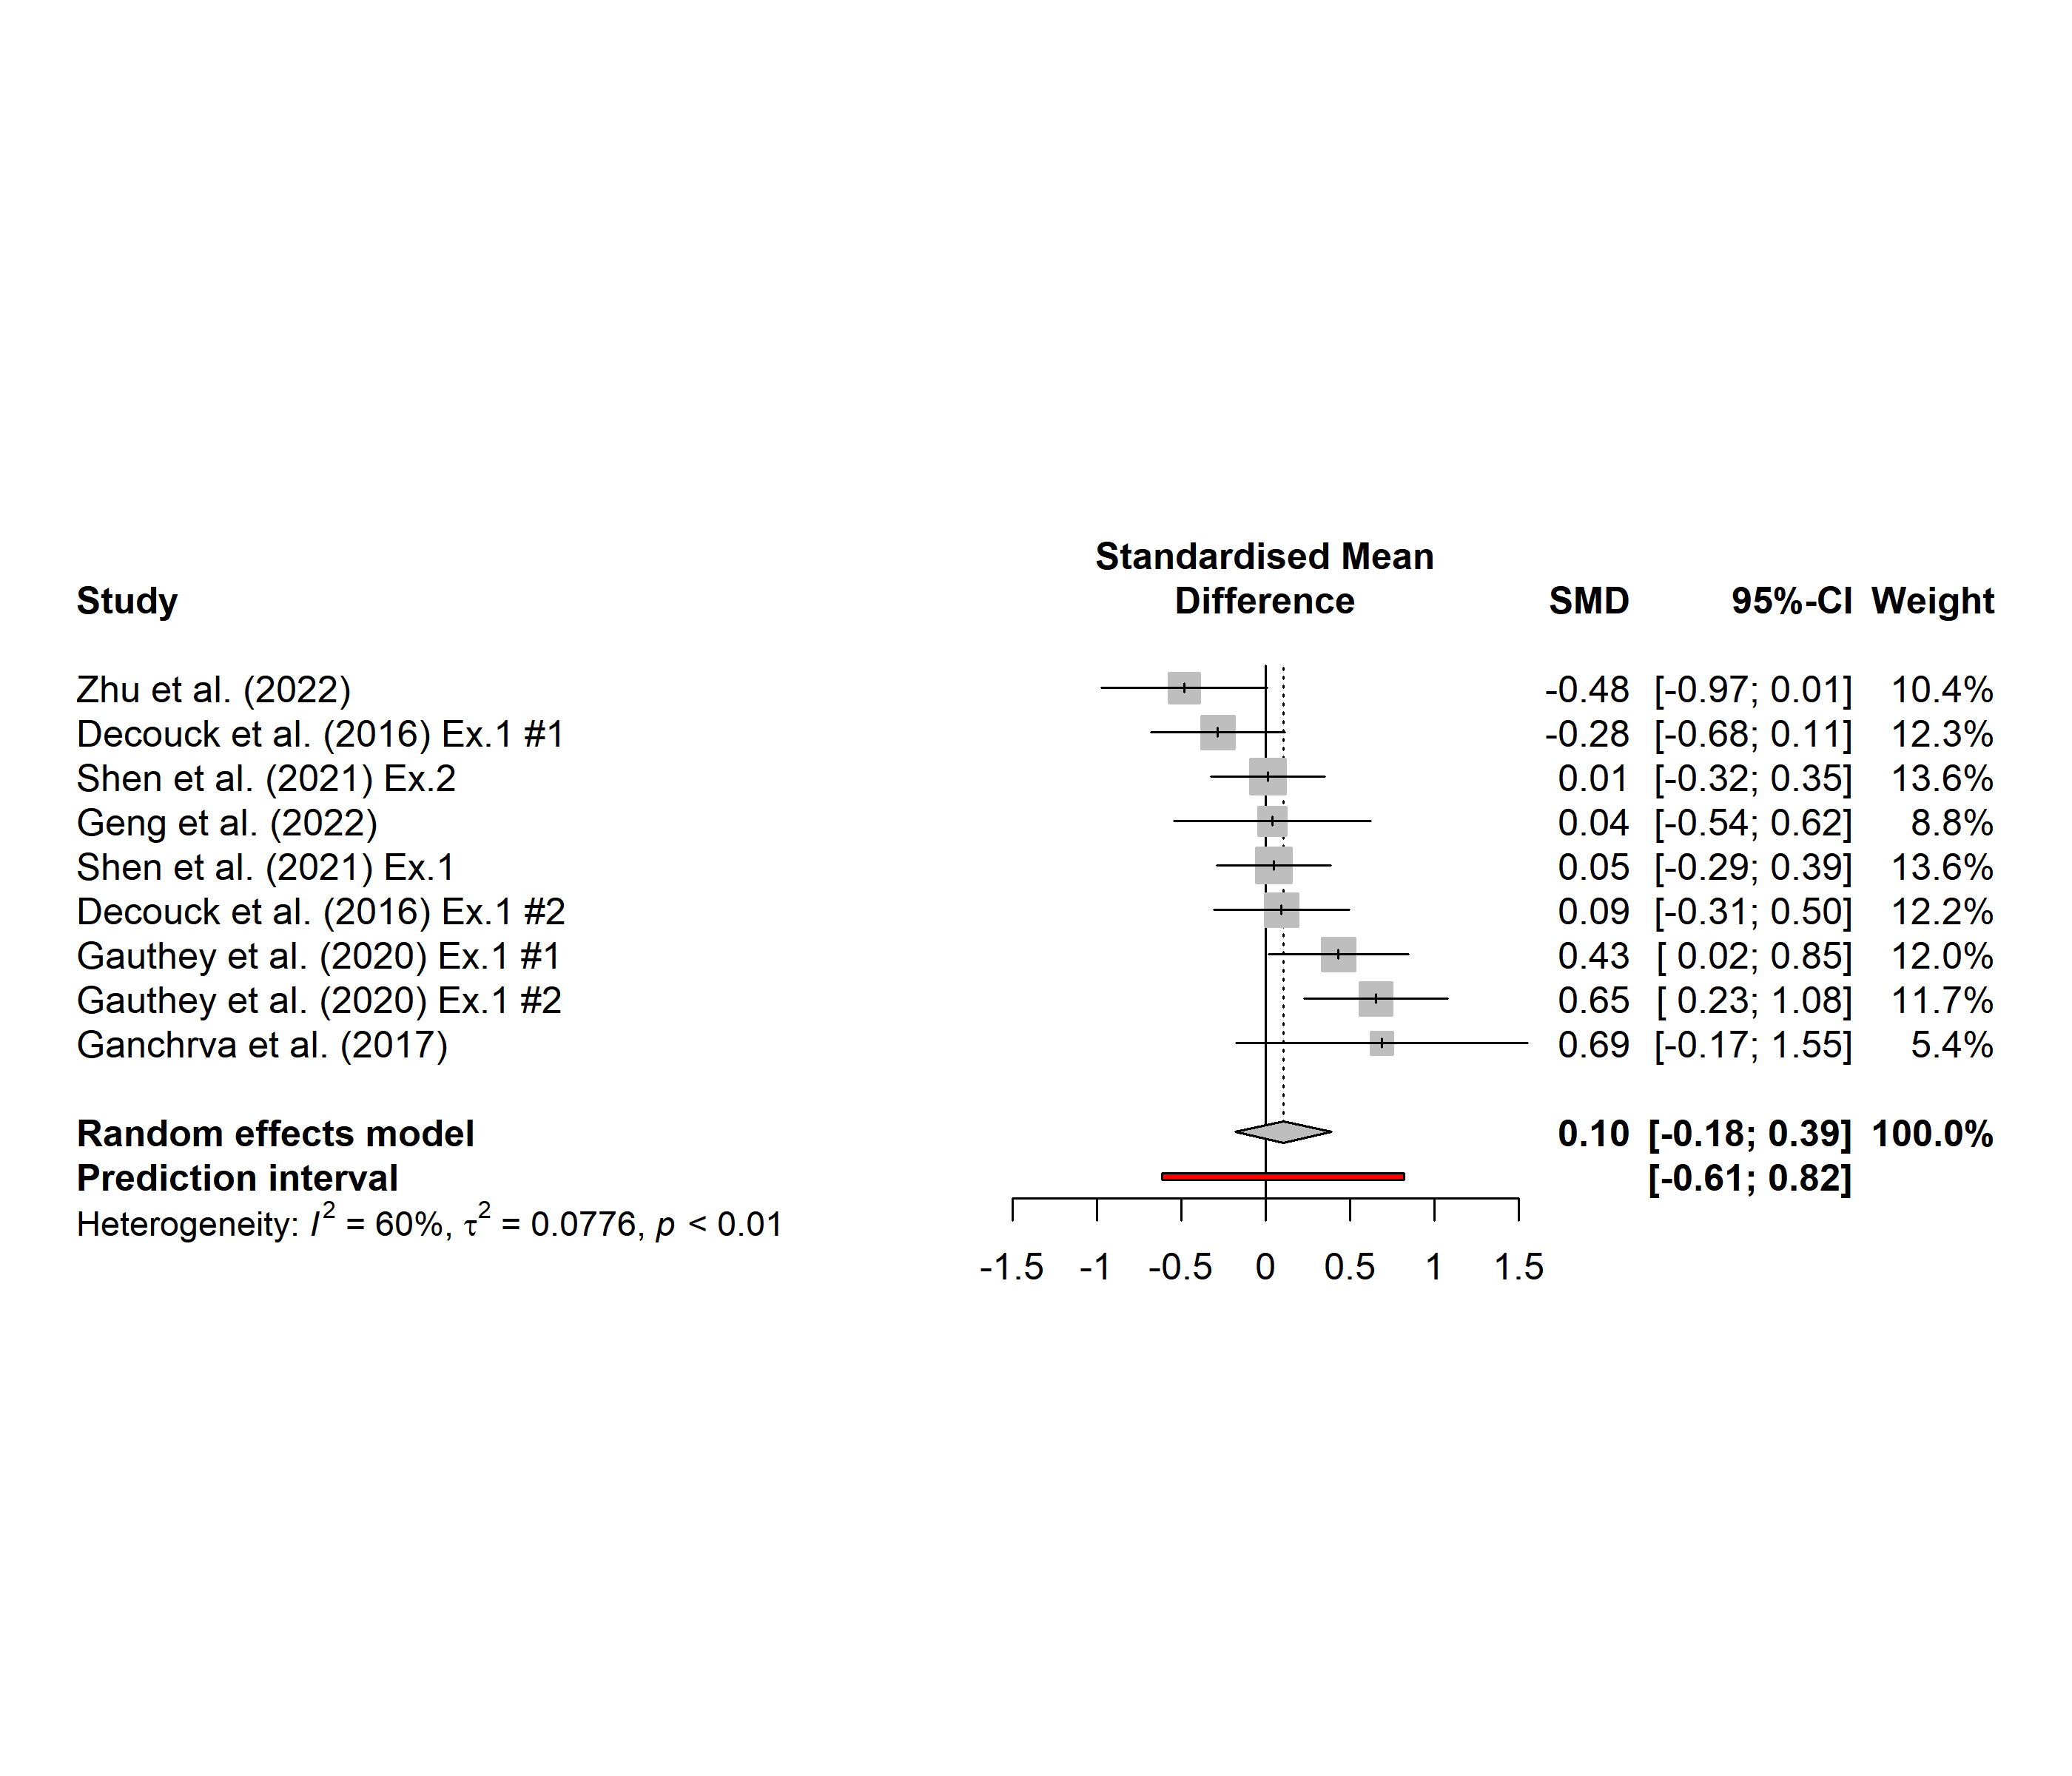 Standardised Mean
Study Difference SMD 95%-CI Weight
Zhu et al. (2022) -0.48 [-0.97; 0.01] 10.4%
Decouck et al. (2016) Ex.1 #1 -0.28 [-0.68; 0.11] 12.3%
Shen et al. (2021) Ex.2 0.01 [-0.32; 0.35] 13.6%
Geng et al. (2022) 0.04 [-0.54; 0.62] 8.8%
Shen et al. (2021) Ex.1 0.05 [-0.29; 0.39] 13.6%
Decouck et al. (2016) Ex.1 #2 0.09 [-0.31; 0.50] 12.2%
Gauthey et al. (2020) Ex.1 #1 0.43 [ 0.02; 0.85] 12.0%
Gauthey et al. (2020) Ex.1 #2 0.65 [ 0.23; 1.08] 11.7%
Ganchrva et al. (2017) 0.69 [-0.17; 1.55] 5.4%
Random effects model 0.10 [-0.18; 0.39] 100.0%
Prediction interval [-0.61; 0.82]
Heterogeneity: I² = 60%, τ² = 0.0776, p < 0.01
-1.5 -1 -0.5 0 0.5 1 1.5